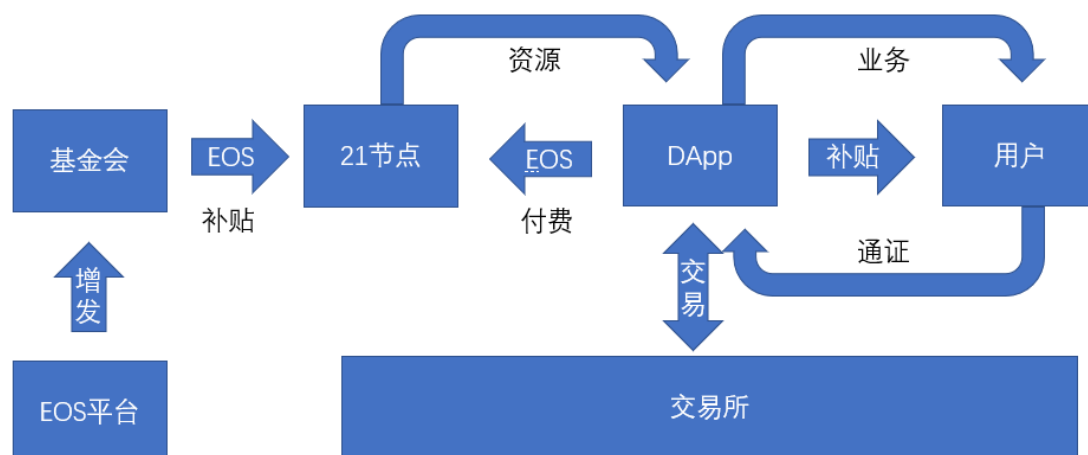 资源
业务
基金会
EOS
21节点
EOS
DApp
补贴
用户
补贴
付费
通证
增
发
交
易
EOS平台
交易所